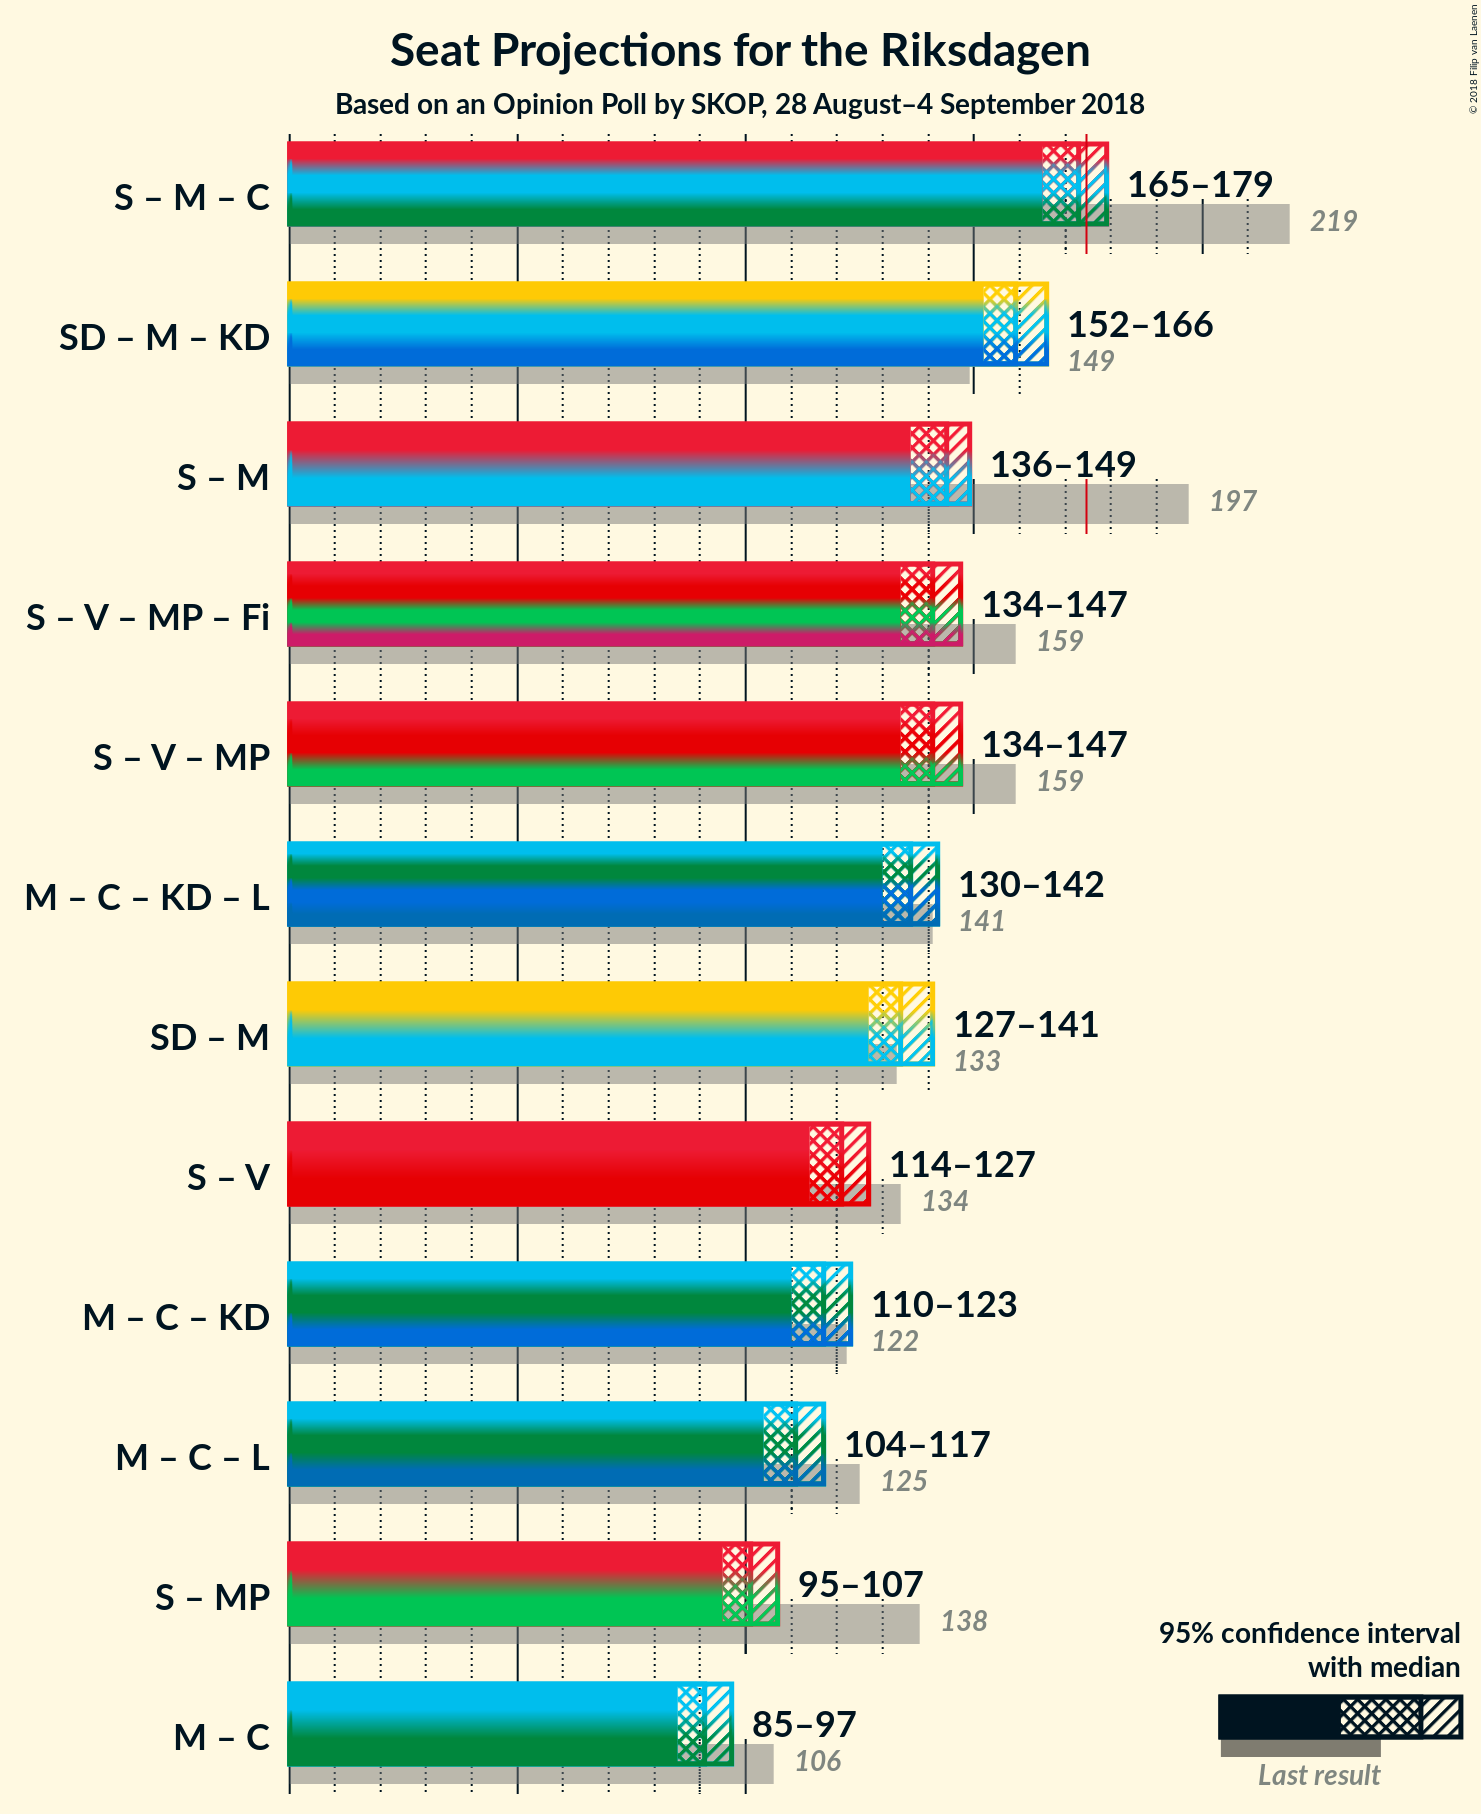 Seat Projections for the Riksdagen
Based on an Opinion Poll by SKOP, 28 August–4 September 2018
© 2018 Filip van Laenen
S – M – C
165–179
219
SD – M – KD
152–166
149
S – M
136–149
197
S – V – MP – Fi
134–147
159
S – V – MP
134–147
159
M – C – KD – L
130–142
141
SD – M
127–141
133
S – V
114–127
134
M – C – KD
110–123
122
M – C – L
104–117
125
S – MP
95–107
138
M – C
85–97
106
95% confidence interval
with median
Last result